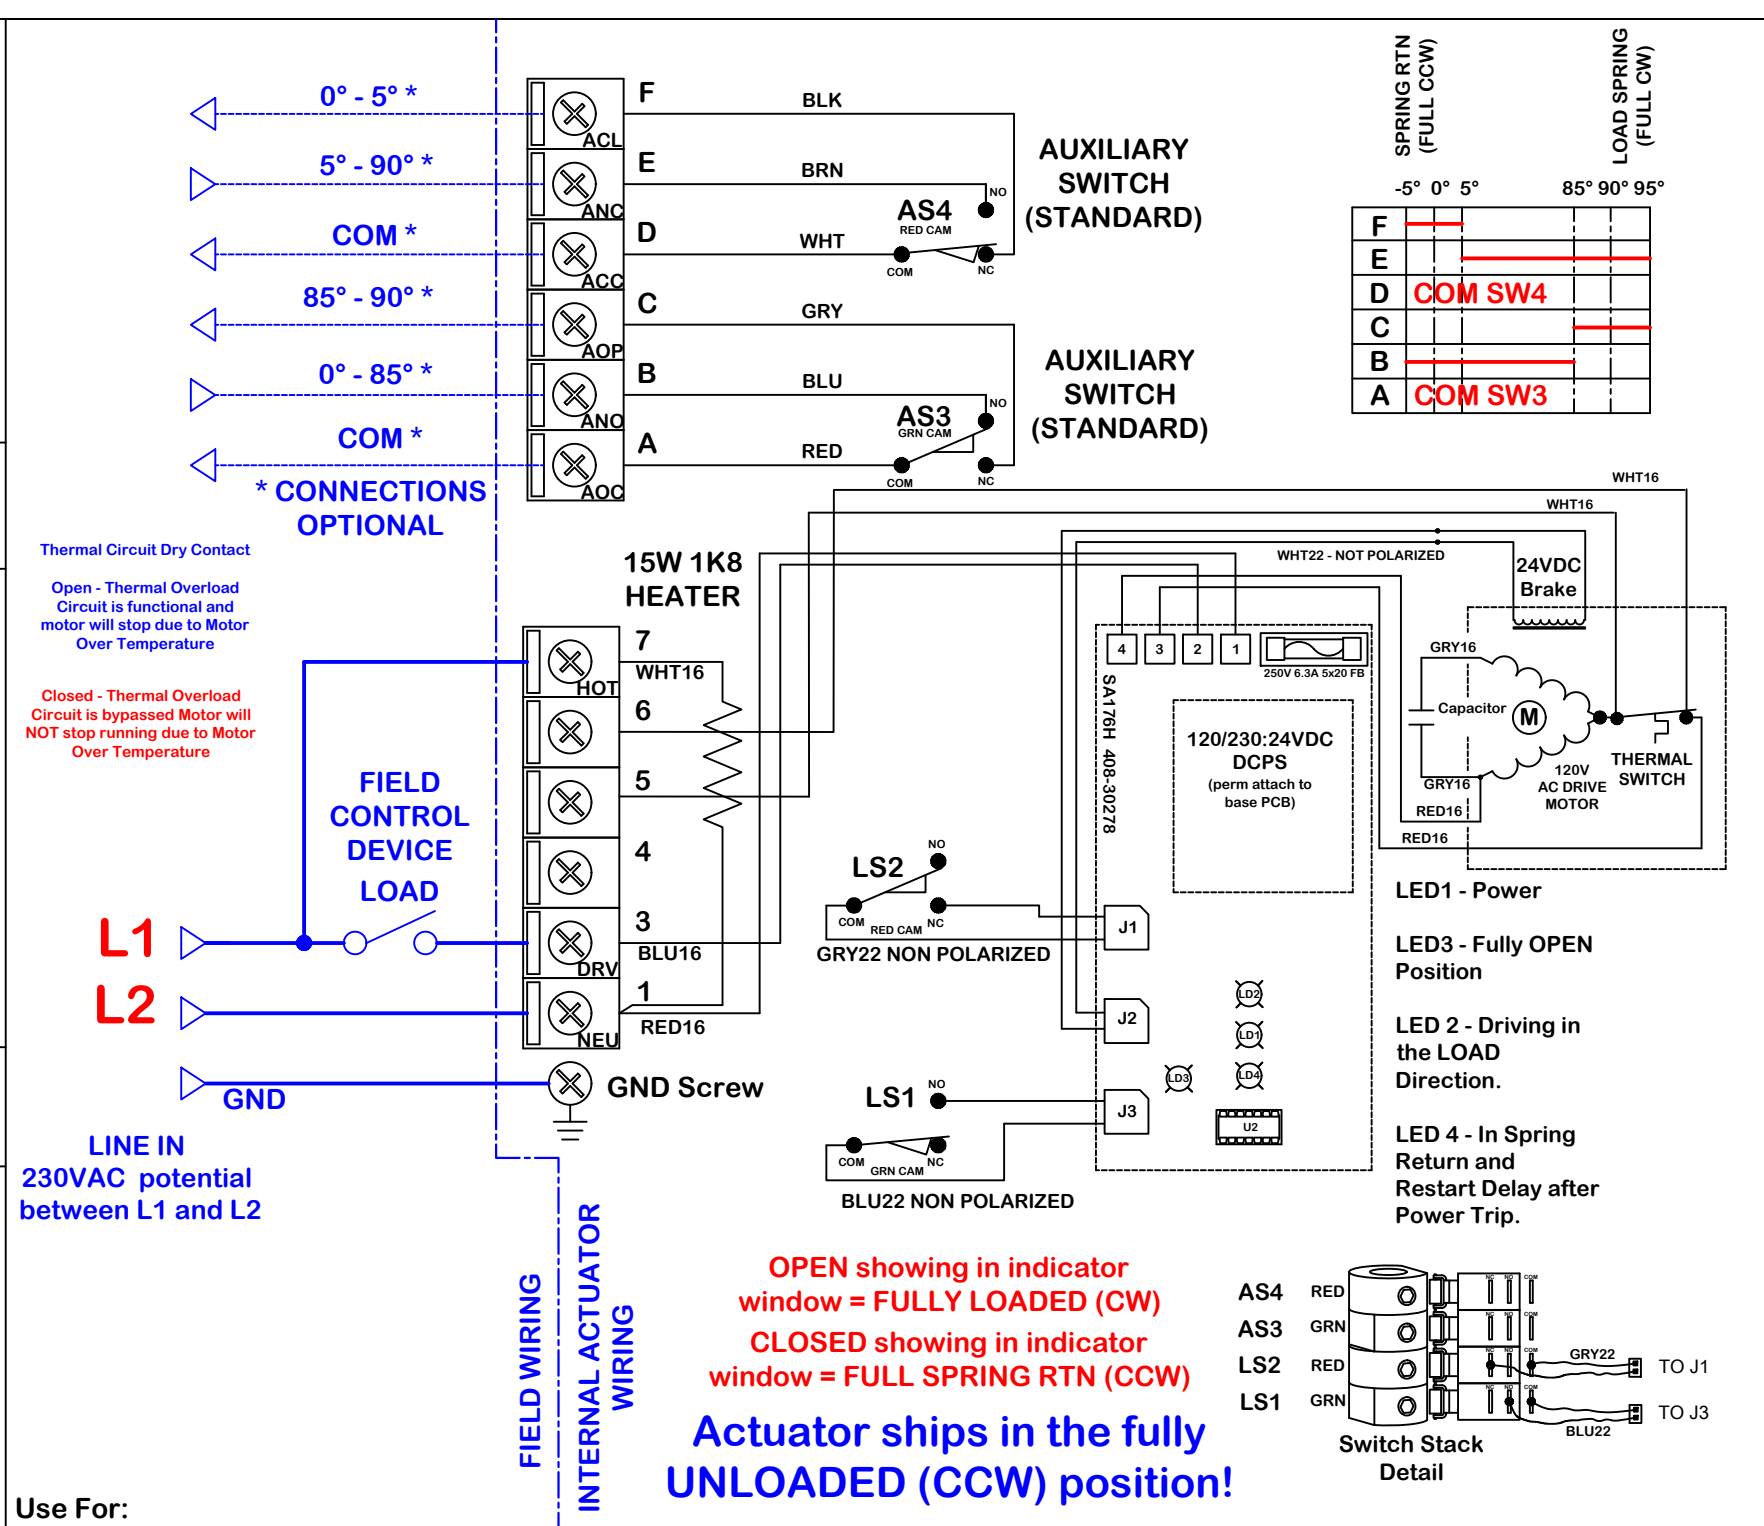 0° - 5° *
5° - 90° *
COM *
85° - 90° *
0° - 85° *
COM *
* CONNECTIONS
OPTIONAL
F
ACL
E
ANC
D
ACC
C
AOP
B
ANO
A
AOC
BLK
BRN
WHT
GRY
BLU
RED
AS4
RED CAM
NO
COM
NC
AS3
GRN CAM
NO
COM
NC
AUXILIARY
SWITCH
(STANDARD)
AUXILIARY
SWITCH
(STANDARD)
SPRING RTN
(FULL CCW)
LOAD SPRING
(FULL CW)
-5° 0° 5°
85° 90° 95°
F
E
D COM SW4
C
B
A COM SW3
Thermal Circuit Dry Contact
Open - Thermal Overload
Circuit is functional and
motor will stop due to Motor
Over Temperature
Closed - Thermal Overload
Circuit is bypassed Motor will
NOT stop running due to Motor
Over Temperature
15W 1K8
HEATER
7
WHT16
HOT
6
5
4
3
BLU16
DRV
1
RED16
NEU
GND Screw
FIELD
CONTROL
DEVICE
LOAD
L1
L2
GND
LINE IN
230VAC potential
between L1 and L2
FIELD WIRING
INTERNAL ACTUATOR
WIRING
WHT16
WHT16
WHT22 - NOT POLARIZED
24VDC
Brake
GRY16
Capacitor
M
GRY16
120V
AC DRIVE
MOTOR
THERMAL
SWITCH
RED16
RED16
4
3
2
1
250V 6.3A 5x20 FB
SA176H 408-30278
120/230:24VDC
DCPS
(perm attach to
base PCB)
LS2
NO
COM
RED CAM
NC
GRY22 NON POLARIZED
J1
J2
J3
LD2
LD1
LD3
LD4
U2
LS1
NO
COM
GRN CAM
NC
BLU22 NON POLARIZED
LED1 - Power
LED3 - Fully OPEN
Position
LED 2 - Driving in
the LOAD
Direction.
LED 4 - In Spring
Return and
Restart Delay after
Power Trip.
OPEN showing in indicator
window = FULLY LOADED (CW)
CLOSED showing in indicator
window = FULL SPRING RTN (CCW)
Actuator ships in the fully
UNLOADED (CCW) position!
AS4 RED
AS3 GRN
LS2 RED
LS1 GRN
NC NO COM
NC NO COM
NC NO COM
NC NO COM
GRY22
TO J1
BLU22
TO J3
Switch Stack
Detail
Use For: